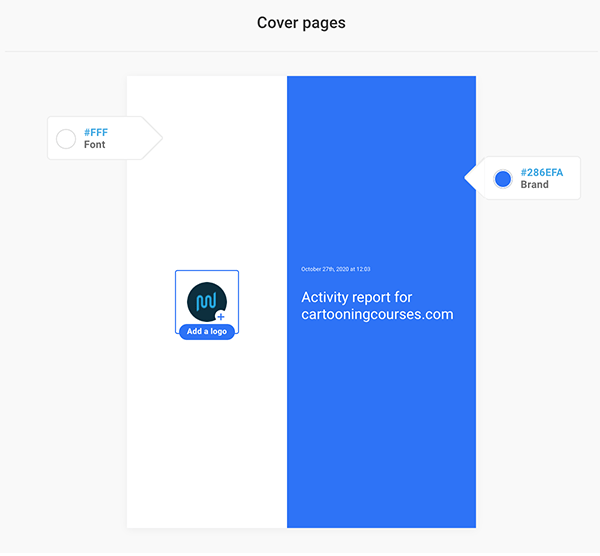 Cover pages
#FFF
Font
#286EFA
Brand
October 27th, 2020 at 12:03
Activity report for
cartooningcourses.com
Add a logo